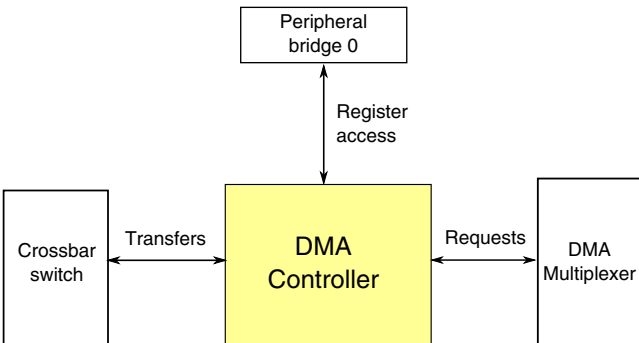 Peripheral
bridge 0
Register
access
Crossbar
switch
Transfers
DMA
Controller
Requests
DMA
Multiplexer